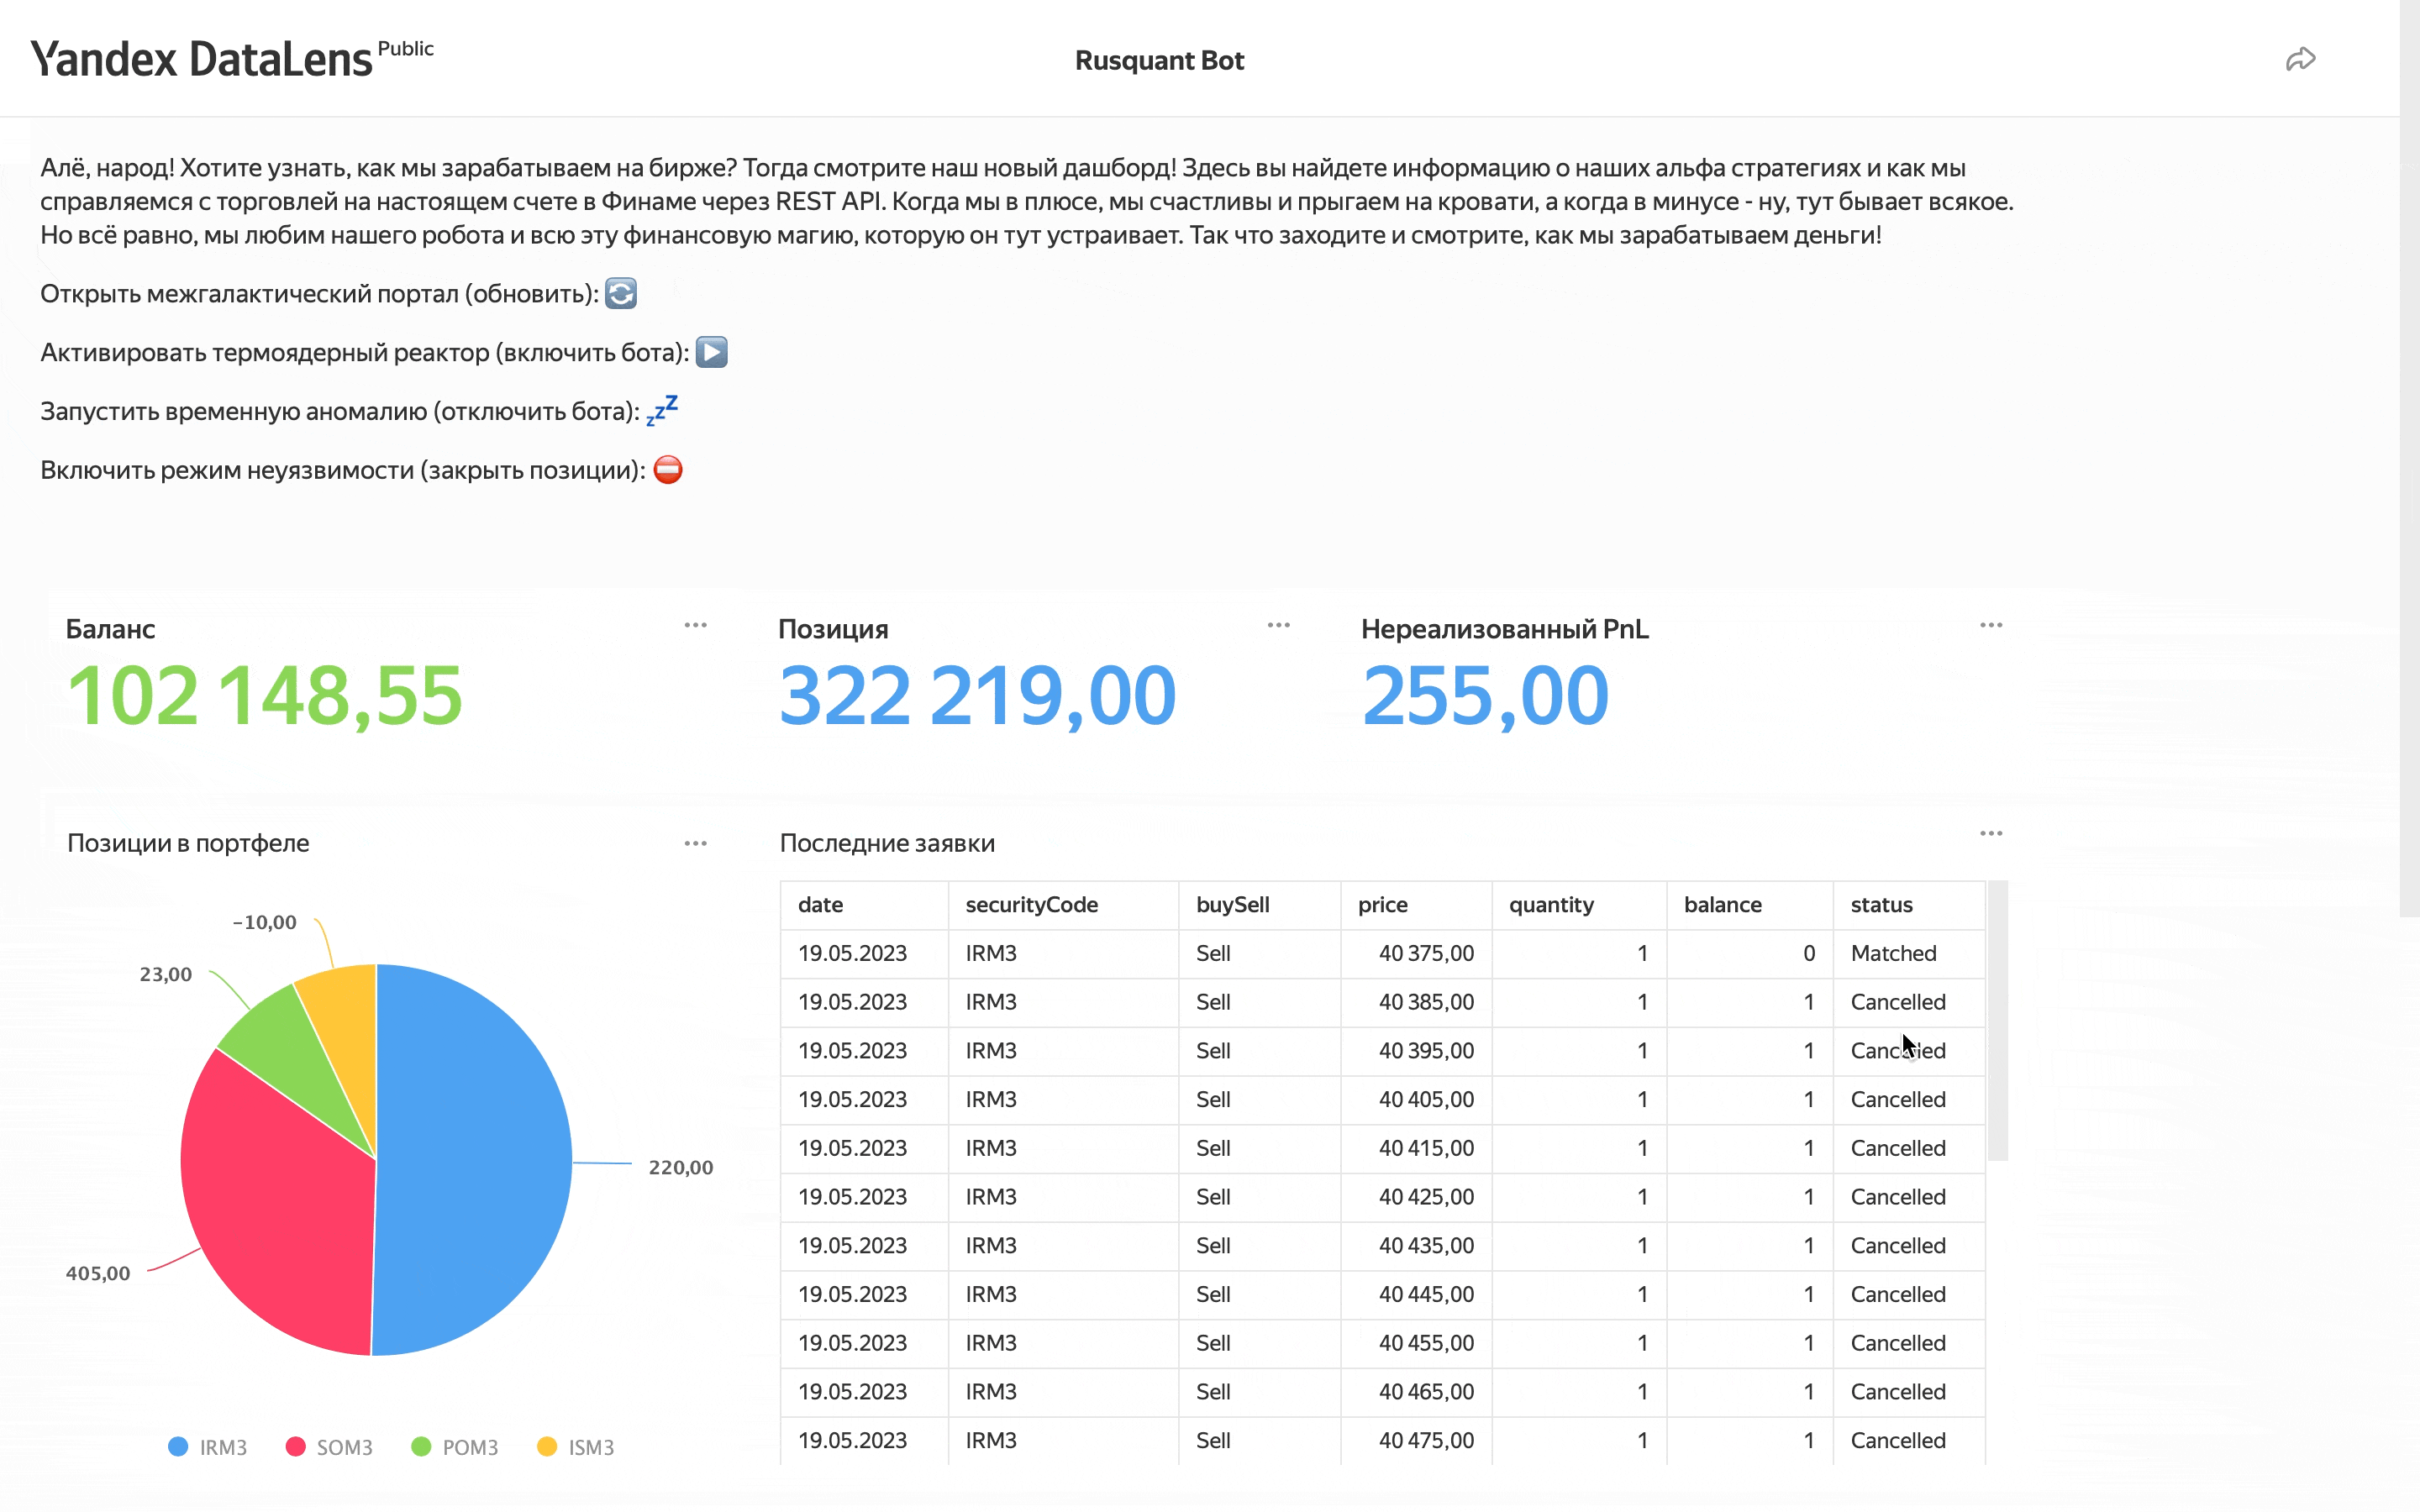 Yandex DataLens Public
Rusquant Bot
Алё, народ! Хотите узнать, как мы зарабатываем на бирже? Тогда смотрите наш новый дашборд! Здесь вы найдете информацию о наших альфа стратегиях и как мы
справляемся с торговлей на настоящем счете в Финаме через REST API. Когда мы в плюсе, мы счастливы и прыгаем на кровати, а когда в минусе - ну, тут бывает всякое.
Но всё равно, мы любим нашего робота и всю эту финансовую магию, которую он тут устраивает. Так что заходите и смотрите, как мы зарабатываем деньги!
Открыть межгалактический портал (обновить): 🔄
Активировать термоядерный реактор (включить бота): ▶️
Запустить временную аномалию (отключить бота): 💤
Включить режим неуязвимости (закрыть позиции): ⛔
Баланс
102 148,55
Позиция
322 219,00
Нереализованный PnL
255,00
Позиции в портфеле
−10,00
23,00
220,00
405,00
IRM3 SOM3 POM3 ISM3
Последние заявки
date securityCode buySell price quantity balance status
19.05.2023 IRM3 Sell 40 375,00 1 0 Matched
19.05.2023 IRM3 Sell 40 385,00 1 1 Cancelled
19.05.2023 IRM3 Sell 40 395,00 1 1 Cancelled
19.05.2023 IRM3 Sell 40 405,00 1 1 Cancelled
19.05.2023 IRM3 Sell 40 415,00 1 1 Cancelled
19.05.2023 IRM3 Sell 40 425,00 1 1 Cancelled
19.05.2023 IRM3 Sell 40 435,00 1 1 Cancelled
19.05.2023 IRM3 Sell 40 445,00 1 1 Cancelled
19.05.2023 IRM3 Sell 40 455,00 1 1 Cancelled
19.05.2023 IRM3 Sell 40 465,00 1 1 Cancelled
19.05.2023 IRM3 Sell 40 475,00 1 1 Cancelled